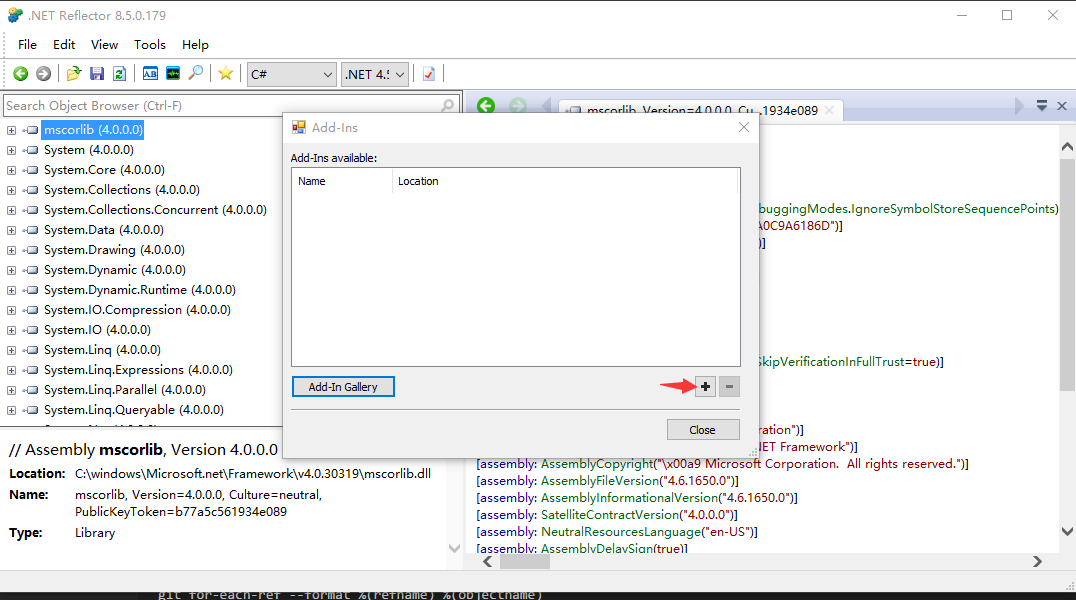 .NET Reflector 8.5.0.179
File Edit View Tools Help
C# .NET 4.5
Search Object Browser (Ctrl-F)
mscorlib (4.0.0.0)
System (4.0.0.0)
System.Core (4.0.0.0)
System.Collections (4.0.0.0)
System.Collections.Concurrent (4.0.0.0)
System.Data (4.0.0.0)
System.Drawing (4.0.0.0)
System.Dynamic (4.0.0.0)
System.Dynamic.Runtime (4.0.0.0)
System.IO.Compression (4.0.0.0)
System.IO (4.0.0.0)
System.Linq (4.0.0.0)
System.Linq.Expressions (4.0.0.0)
System.Linq.Parallel (4.0.0.0)
System.Linq.Queryable (4.0.0.0)
// Assembly mscorlib, Version 4.0.0.0
Location: C:\windows\Microsoft.net\Framework\v4.0.30319\mscorlib.dll
Name: mscorlib, Version=4.0.0.0, Culture=neutral,
PublicKeyToken=b77a5c561934e089
Type: Library
Add-Ins
Add-Ins available:
Name Location
Add-In Gallery
Close
mscorlib, Version=4.0.0.0, Cu...1934e089
buggingModes.IgnoreSymbolStoreSequencePoints)
A0C9A6186D")]
)]
SkipVerificationInFullTrust=true)]
ration")]
NET Framework")]
[assembly: AssemblyCopyright("\x00a9 Microsoft Corporation.  All rights reserved.")]
[assembly: AssemblyFileVersion("4.6.1650.0")]
[assembly: AssemblyInformationalVersion("4.6.1650.0")]
[assembly: SatelliteContractVersion("4.0.0.0")]
[assembly: NeutralResourcesLanguage("en-US")]
[assembly: AssemblyDelaySign(true)]
git for-each-ref --format %(refname) %(objectname)